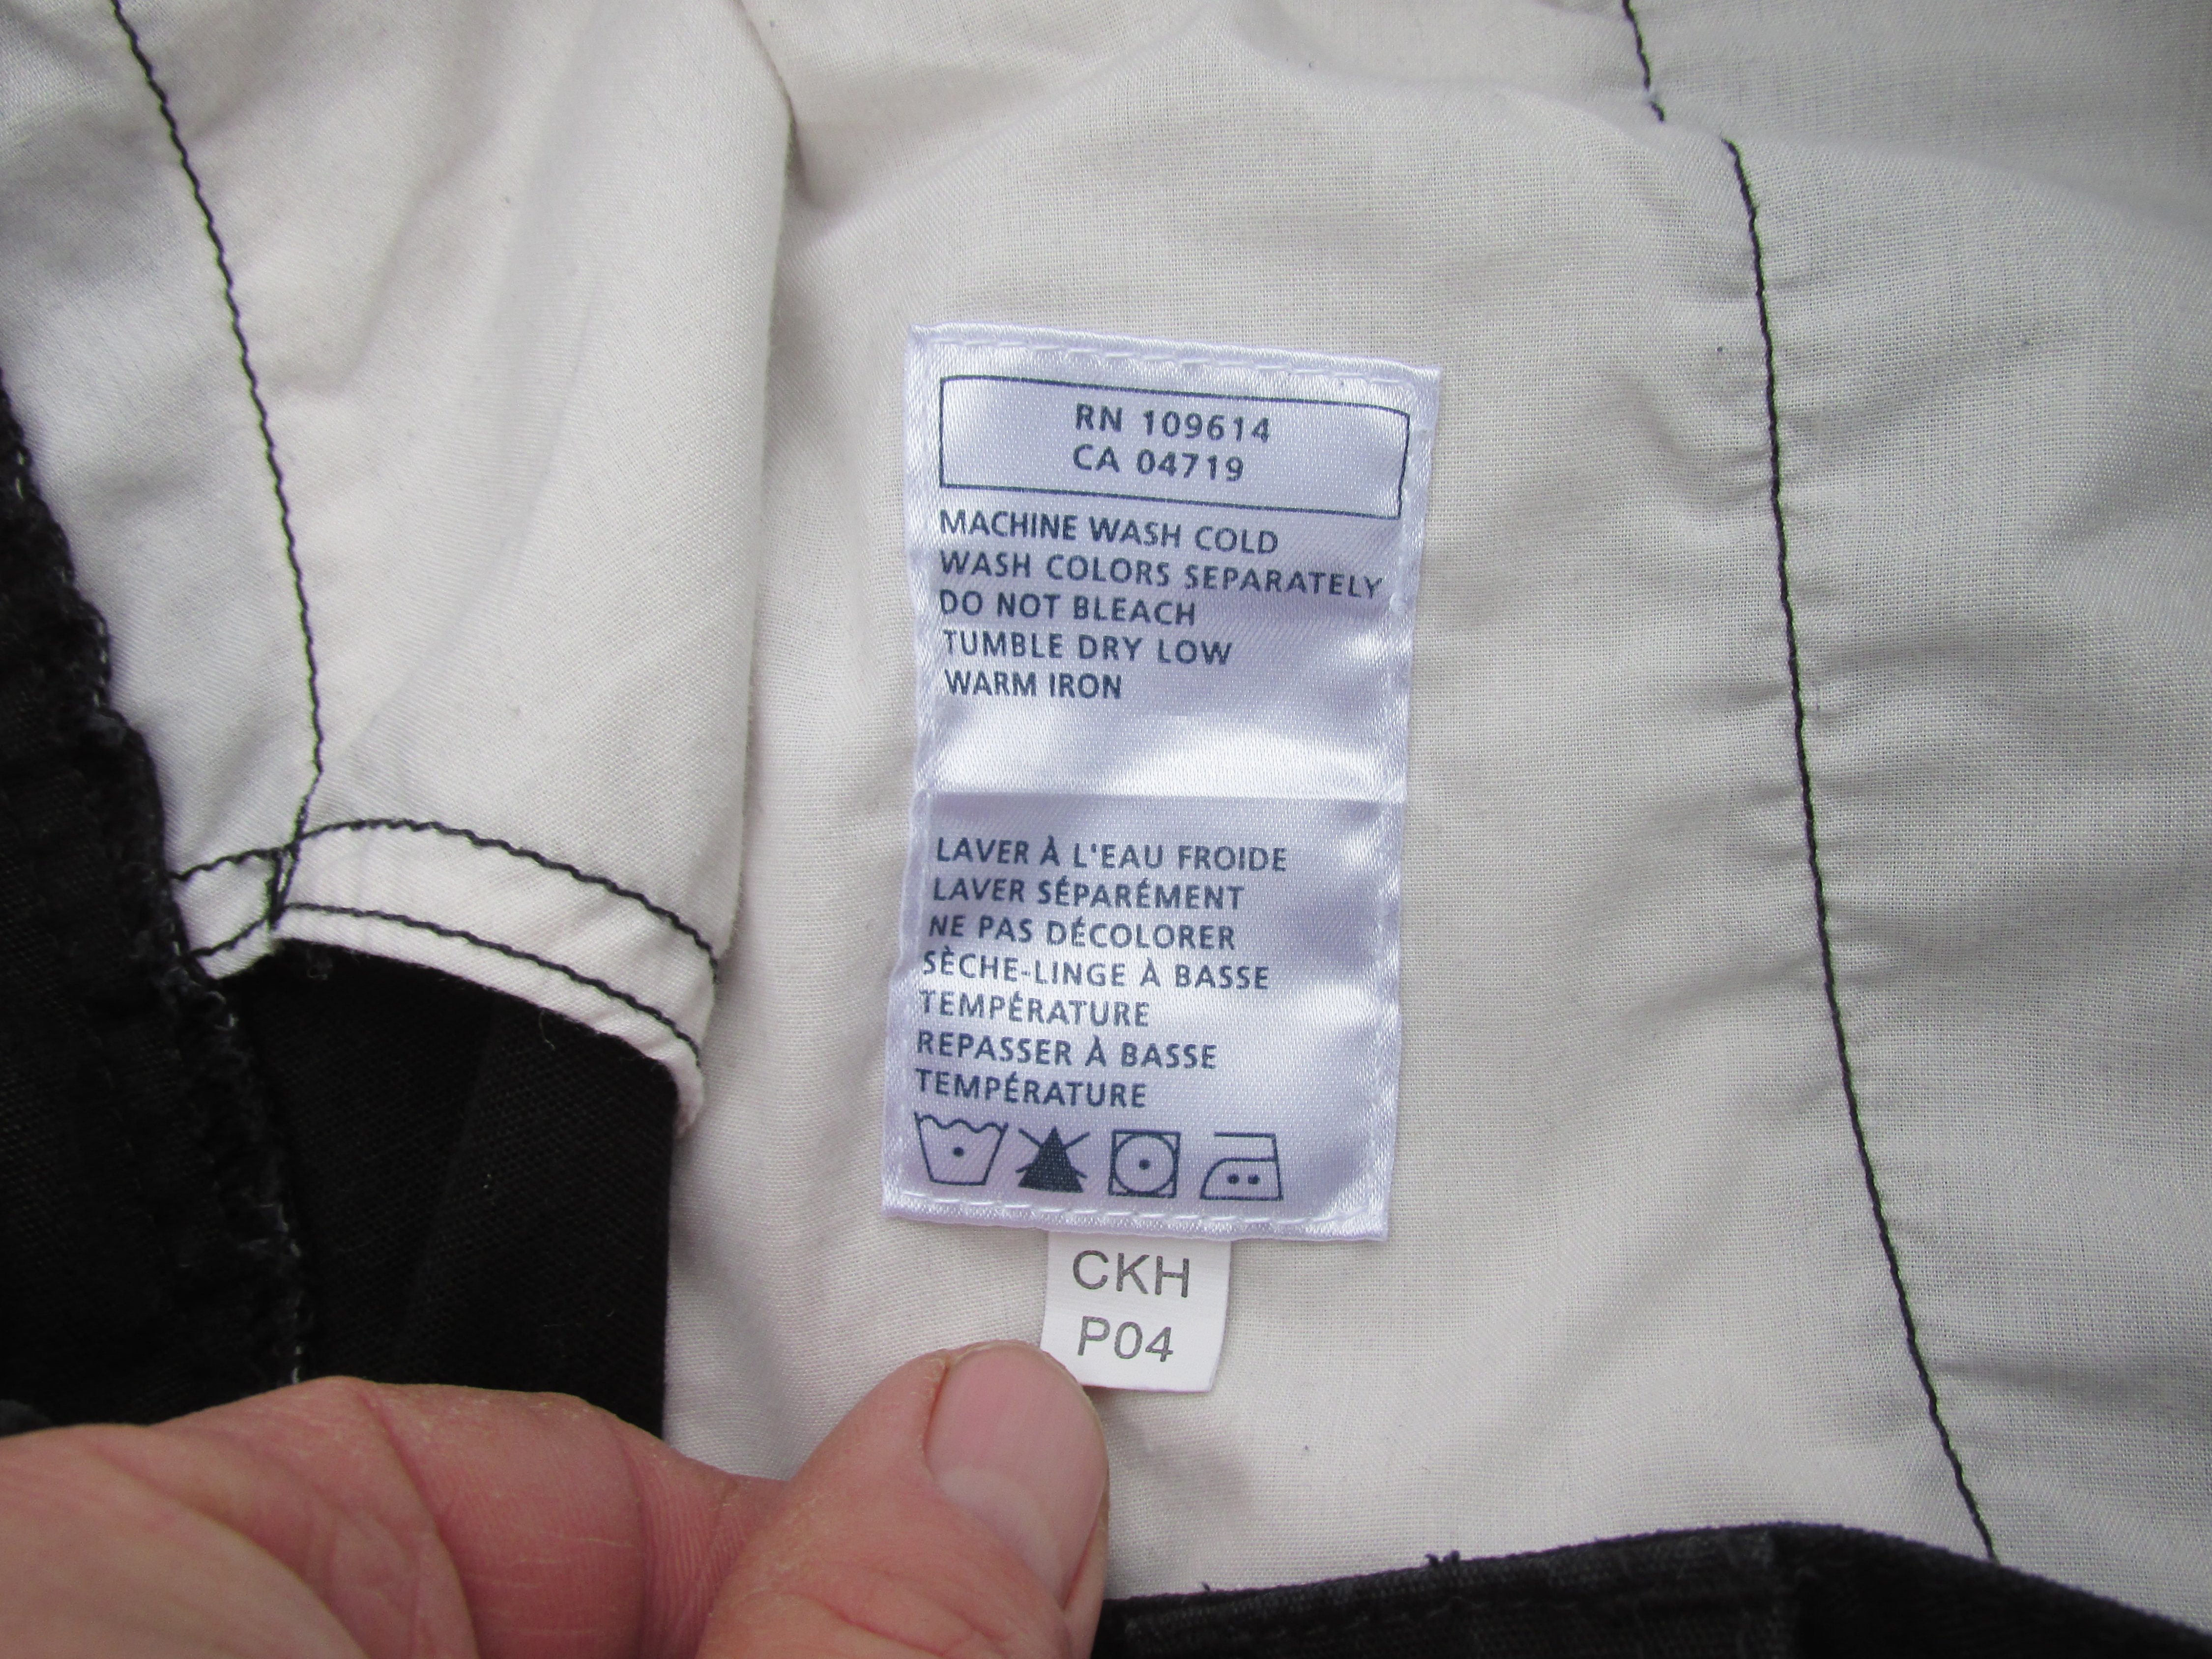 RN 109614
CA 04719
MACHINE WASH COLD
WASH COLORS SEPARATELY
DO NOT BLEACH
TUMBLE DRY LOW
WARM IRON
LAVER À L'EAU FROIDE
LAVER SÉPARÉMENT
NE PAS DÉCOLORER
SÈCHE-LINGE À BASSE
TEMPÉRATURE
REPASSER À BASSE
TEMPÉRATURE
CKH
P04